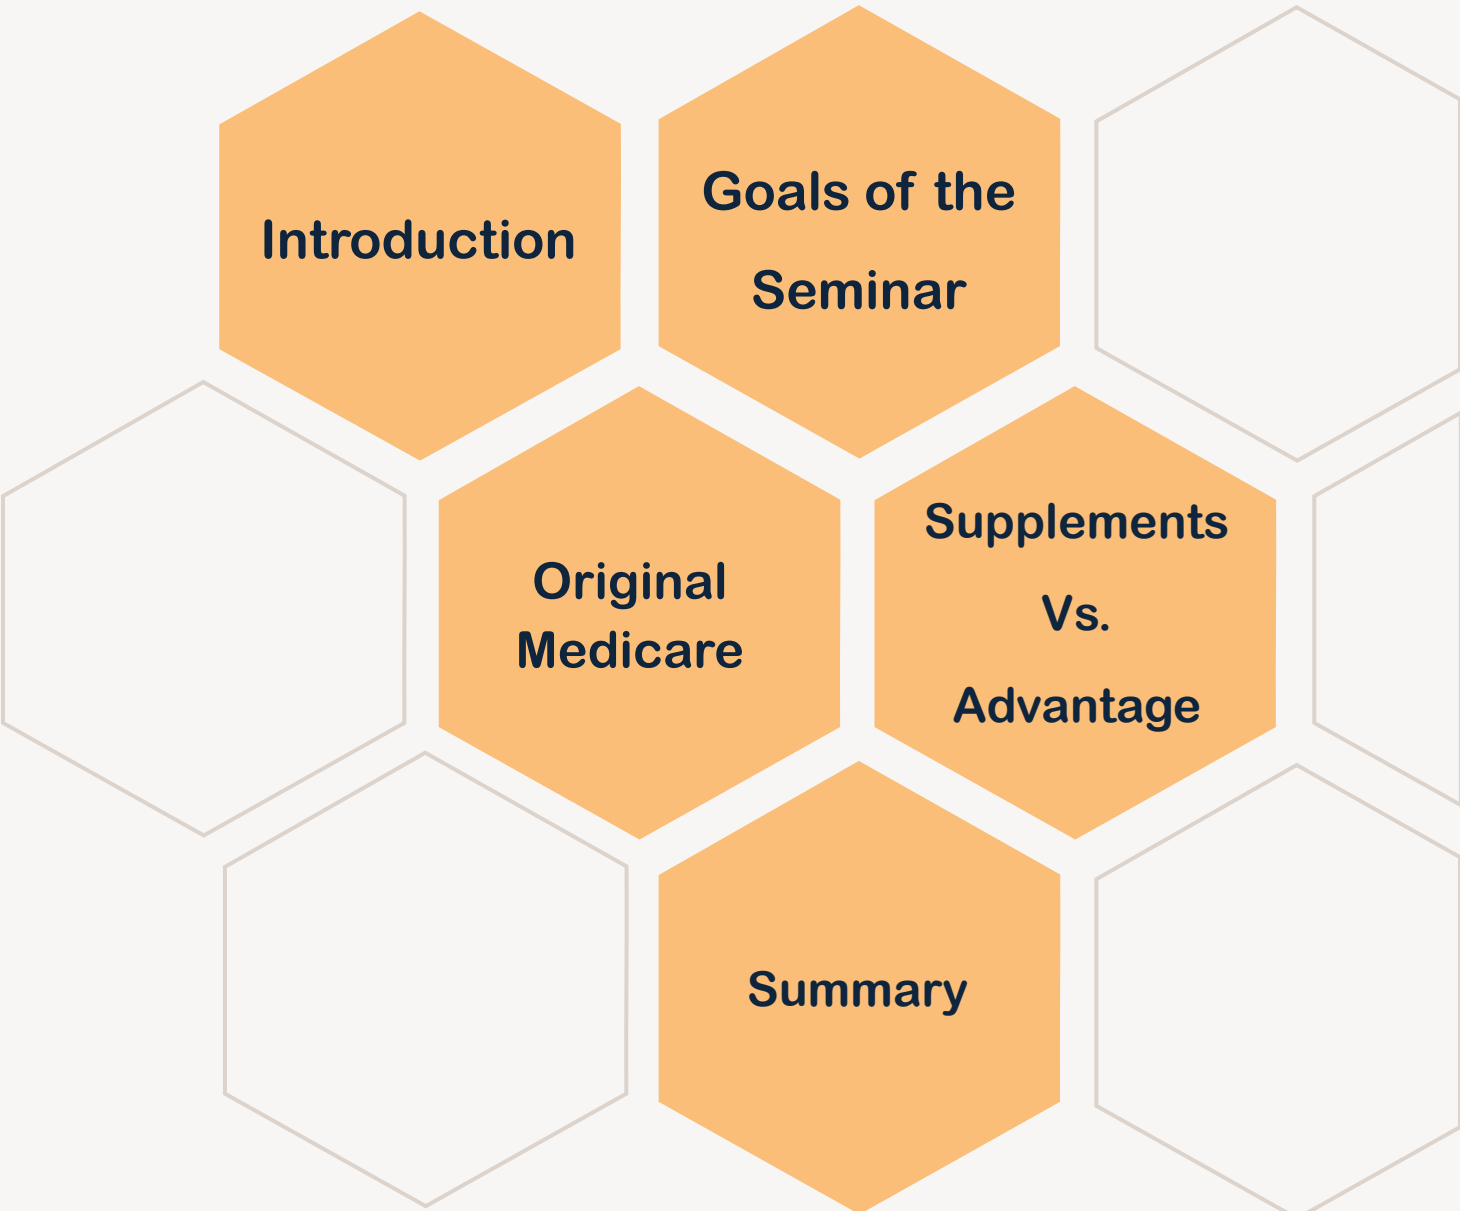 Introduction
Goals of the
Seminar
Original
Medicare
Supplements
Vs.
Advantage
Summary